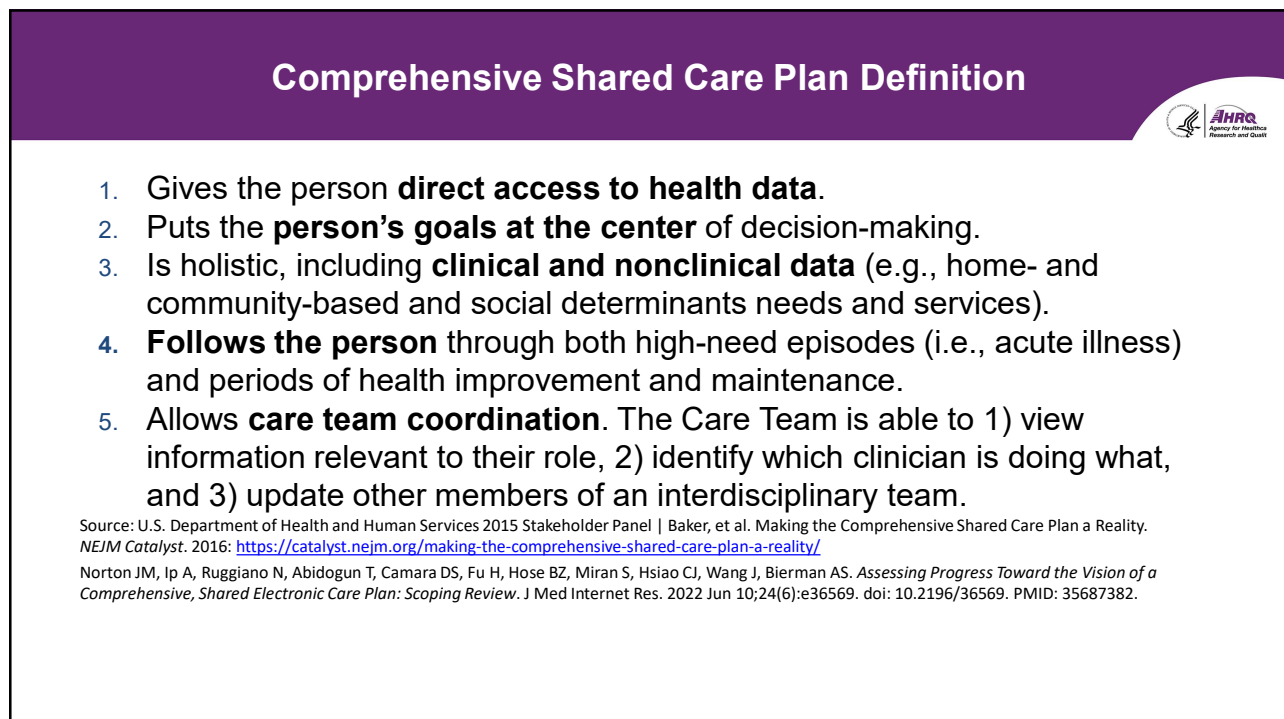 Comprehensive Shared Care Plan Definition
AHRQ
Agency for Healthca
Research and Qualit
1. Gives the person direct access to health data.
2. Puts the person’s goals at the center of decision-making.
3. Is holistic, including clinical and nonclinical data (e.g., home- and
community-based and social determinants needs and services).
4. Follows the person through both high-need episodes (i.e., acute illness)
and periods of health improvement and maintenance.
5. Allows care team coordination. The Care Team is able to 1) view
information relevant to their role, 2) identify which clinician is doing what,
and 3) update other members of an interdisciplinary team.
Source: U.S. Department of Health and Human Services 2015 Stakeholder Panel | Baker, et al. Making the Comprehensive Shared Care Plan a Reality.
NEJM Catalyst. 2016: https://catalyst.nejm.org/making-the-comprehensive-shared-care-plan-a-reality/
Norton JM, Ip A, Ruggiano N, Abidogun T, Camara DS, Fu H, Hose BZ, Miran S, Hsiao CJ, Wang J, Bierman AS. Assessing Progress Toward the Vision of a
Comprehensive, Shared Electronic Care Plan: Scoping Review. J Med Internet Res. 2022 Jun 10;24(6):e36569. doi: 10.2196/36569. PMID: 35687382.